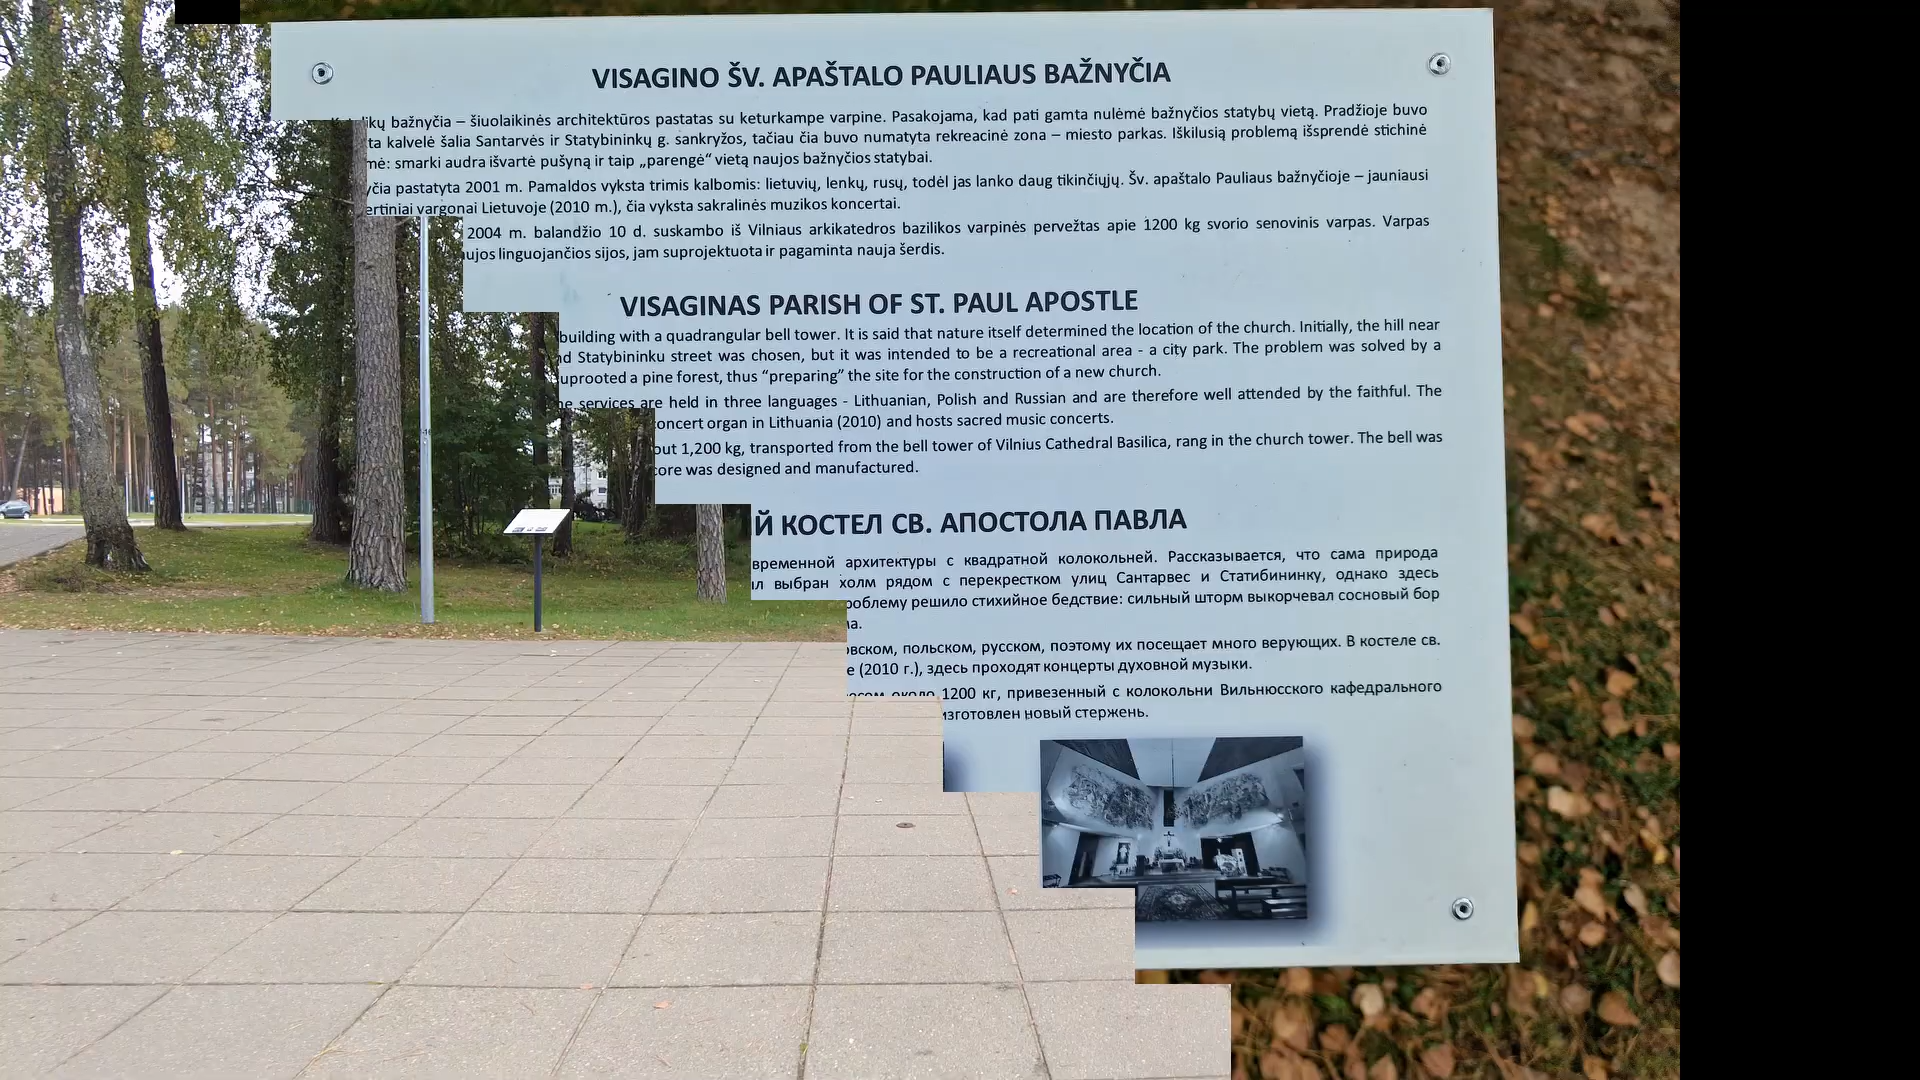 VISAGINO ŠV. APAŠTALO PAULIAUS BAŽNYČIA
bažnyčia – šiuolaikinės architektūros pastatas su keturkampe varpine. Pasakojama, kad pati gamta nulėmė bažnyčios statybų vietą. Pradžioje buvo
kalvelė šalia Santarvės ir Statybininkų g. sankryžos, tačiau čia buvo numatyta rekreacinė zona – miesto parkas. Iškilusią problemą išsprendė stichinė
smarki audra išvartė pušyną ir taip „parengė“ vietą naujos bažnyčios statybai.
pastatyta 2001 m. Pamaldos vyksta trimis kalbomis: lietuvių, lenkų, rusų, todėl jas lanko daug tikinčiųjų. Šv. apaštalo Pauliaus bažnyčioje – jauniausi
vargonai Lietuvoje (2010 m.), čia vyksta sakralinės muzikos koncertai.
2004 m. balandžio 10 d. suskambo iš Vilniaus arkikatedros bazilikos varpinės pervežtas apie 1200 kg svorio senovinis varpas. Varpas
linguojančios sijos, jam suprojektuota ir pagaminta nauja šerdis.
VISAGINAS PARISH OF ST. PAUL APOSTLE
building with a quadrangular bell tower. It is said that nature itself determined the location of the church. Initially, the hill near
Statybininku street was chosen, but it was intended to be a recreational area - a city park. The problem was solved by a
uprooted a pine forest, thus “preparing” the site for the construction of a new church.
services are held in three languages - Lithuanian, Polish and Russian and are therefore well attended by the faithful. The
organ in Lithuania (2010) and hosts sacred music concerts.
1,200 kg, transported from the bell tower of Vilnius Cathedral Basilica, rang in the church tower. The bell was
core was designed and manufactured.
КОСТЕЛ СВ. АПОСТОЛА ПАВЛА
архитектуры с квадратной колокольней. Рассказывается, что сама природа
выбран холм рядом с перекрестком улиц Сантарвес и Статибининку, однако здесь
решило стихийное бедствие: сильный шторм выкорчевал сосновый бор
польском, русском, поэтому их посещает много верующих. В костеле св.
(2010 г.), здесь проходят концерты духовной музыки.
около 1200 кг, привезенный с колокольни Вильнюсского кафедрального
изготовлен новый стержень.